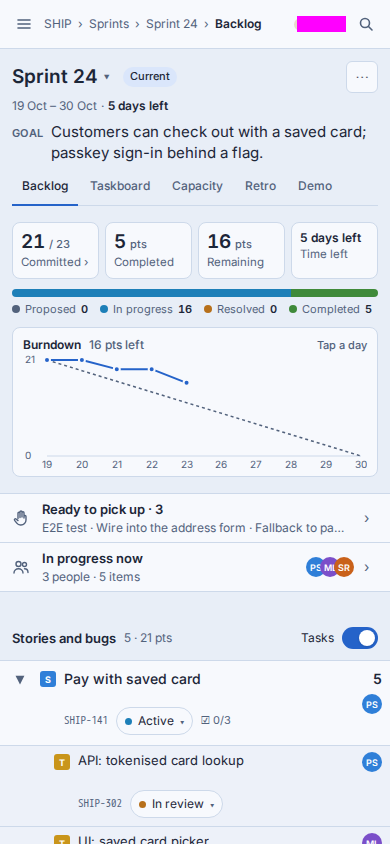 SHIP › Sprints › Sprint 24 › Backlog
Sprint 24 ▾ Current ...
19 Oct – 30 Oct · 5 days left
GOAL Customers can check out with a saved card;
passkey sign-in behind a flag.
Backlog Taskboard Capacity Retro Demo
21 / 23 5 pts 16 pts 5 days left
Committed › Completed Remaining Time left
Proposed 0 In progress 16 Resolved 0 Completed 5
Burndown 16 pts left Tap a day
21
0
19 20 21 22 23 26 27 28 29 30
Ready to pick up · 3
E2E test · Wire into the address form · Fallback to pa...
In progress now
3 people · 5 items
PS ML SR
Stories and bugs 5 · 21 pts Tasks
S Pay with saved card 5
PS
SHIP-141 Active ▾ ☑ 0/3
T API: tokenised card lookup PS
SHIP-302 In review ▾
T UI: saved card picker ML